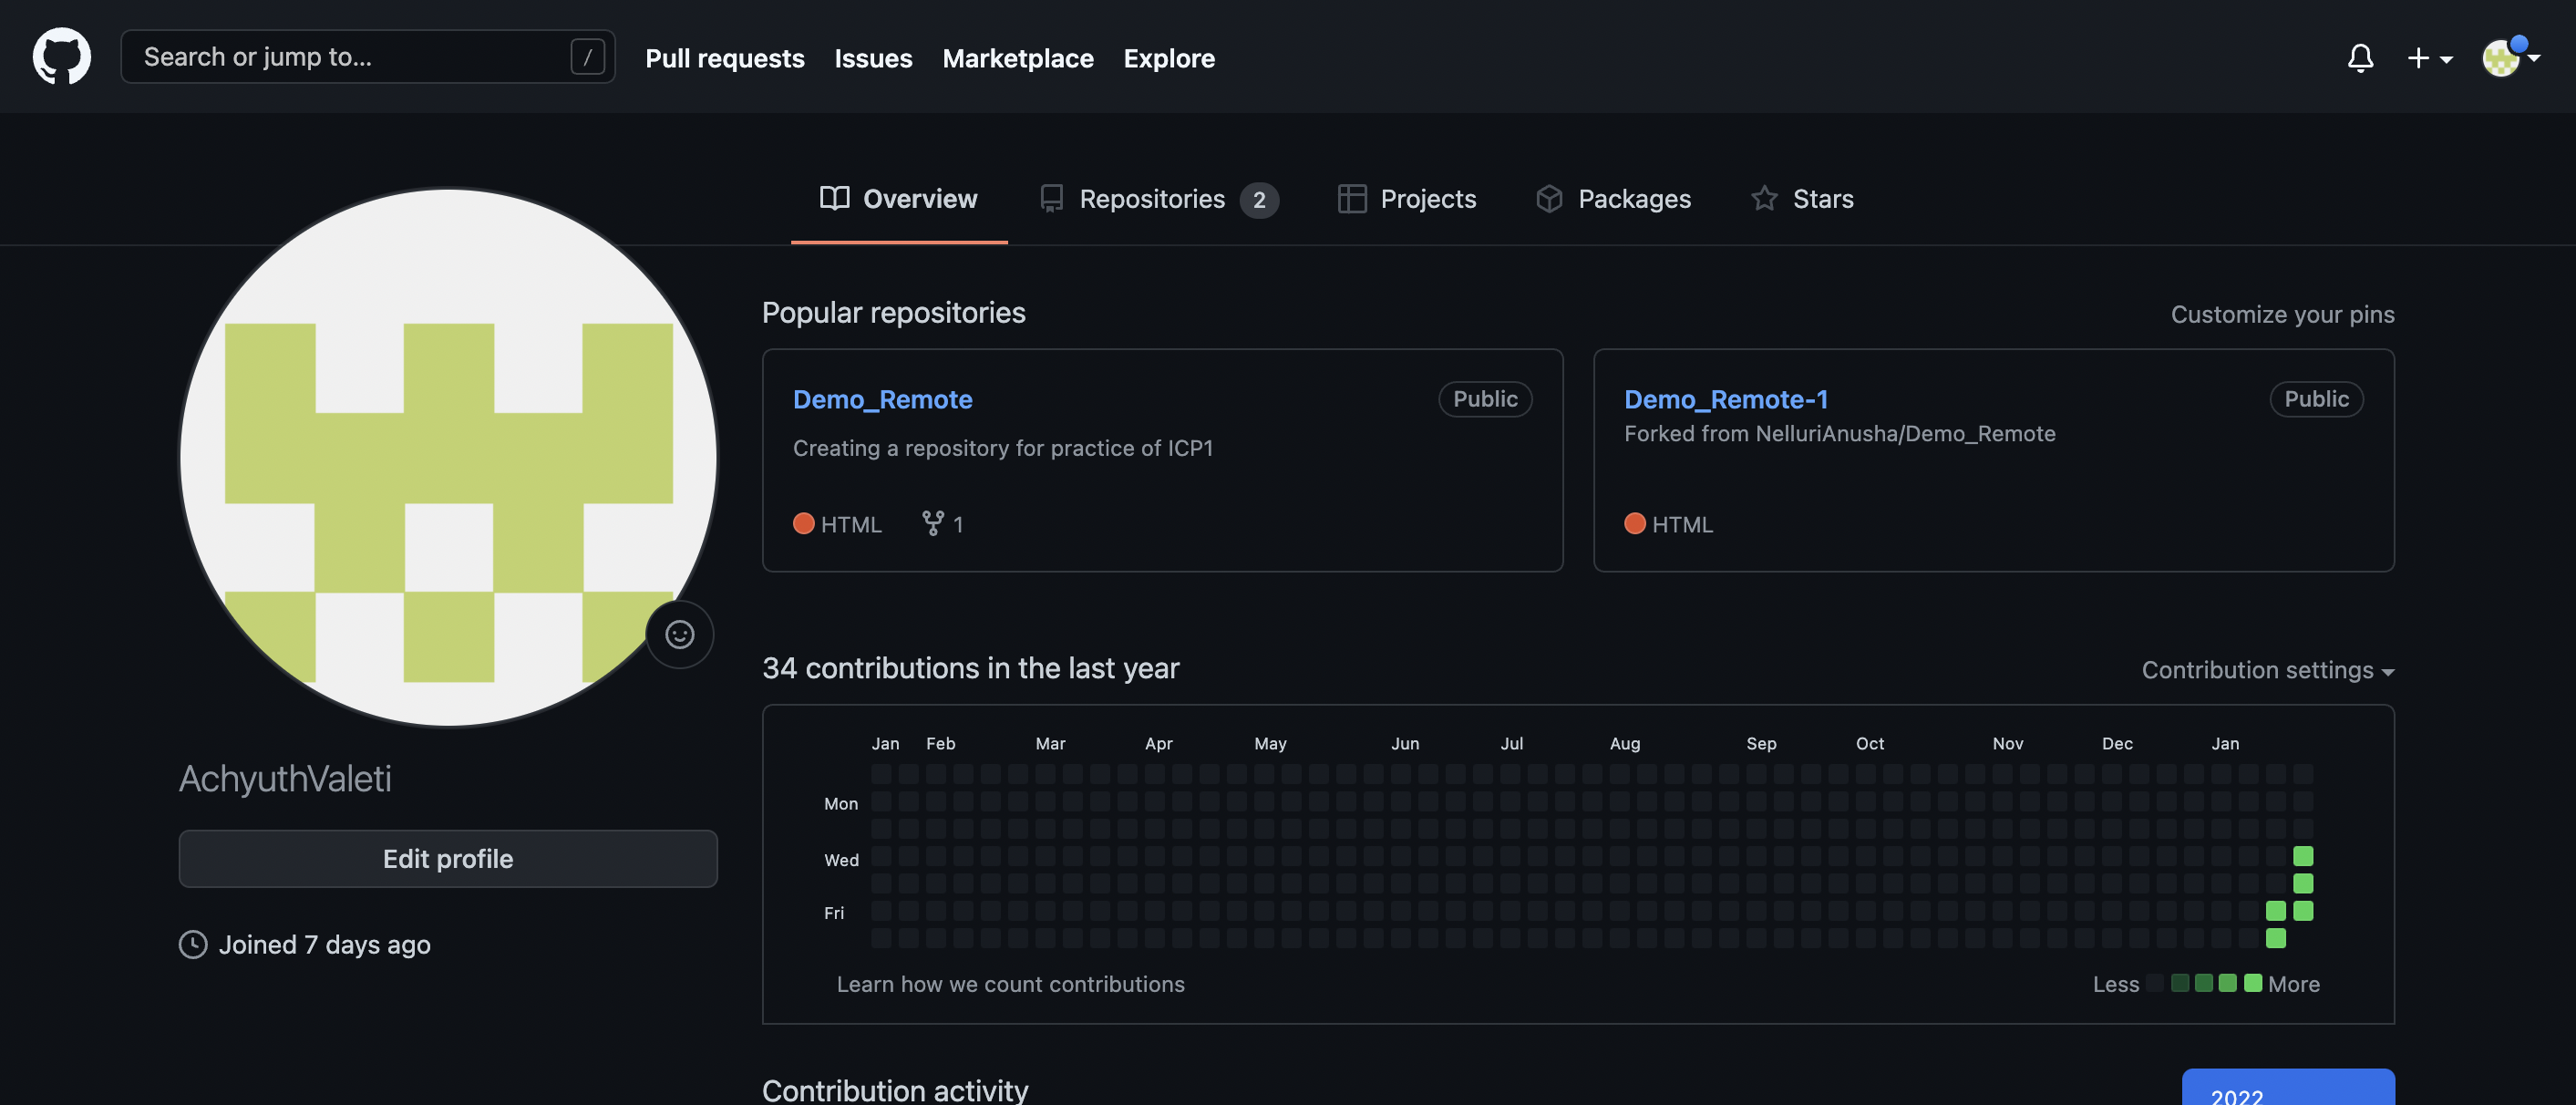 Search or jump to... /
Pull requests Issues Marketplace Explore
Overview Repositories 2 Projects Packages Stars
Popular repositories Customize your pins
Demo_Remote Public
Creating a repository for practice of ICP1
HTML 1
Demo_Remote-1 Public
Forked from NelluriAnusha/Demo_Remote
HTML
AchyuthValeti
Edit profile
Joined 7 days ago
34 contributions in the last year Contribution settings
Jan Feb Mar Apr May Jun Jul Aug Sep Oct Nov Dec Jan
Mon
Wed
Fri
Learn how we count contributions Less More
Contribution activity 2022